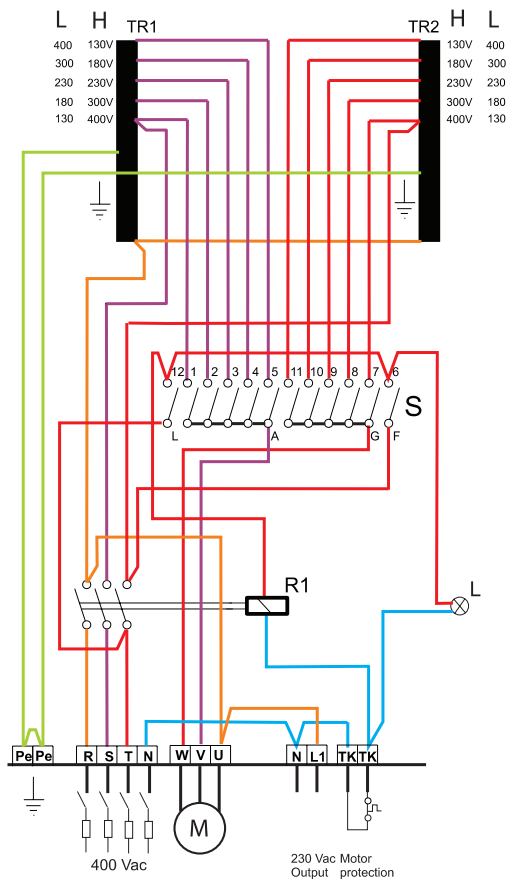 L H TR1 TR2 H L
400 130V 130V 400
300 180V 180V 300
230 230V 230V 230
180 300V 300V 180
130 400V 400V 130
12 1 2 3 4 5 11 10 9 8 7 6
S
L A G F
R1 L
Pe Pe R S T N W V U N L1 TK TK
M
400 Vac
230 Vac Motor
Output protection